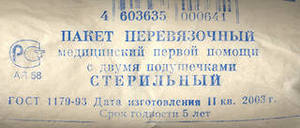 4 603635 000641
ПАКЕТ ПЕРЕВЯЗОЧНЫЙ
медицинский первой помощи
с двумя подушечками
СТЕРИЛЬНЫЙ
ГОСТ 1179-93 Дата изготовления II кв. 2003 г.
Срок годности 5 лет